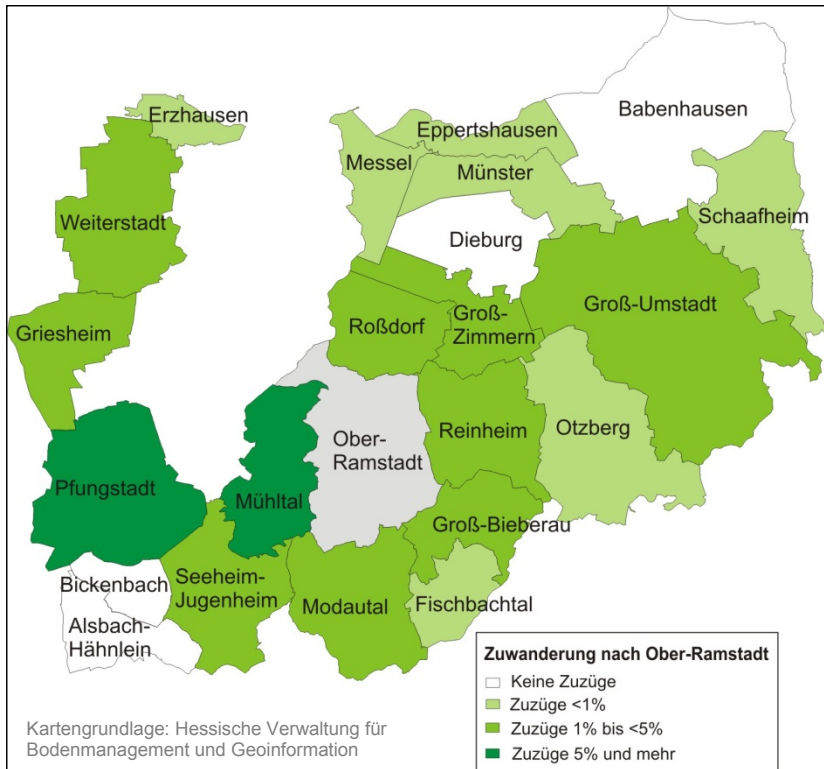 Erzhausen
Babenhausen
Eppertshausen
Messel
Münster
Schaafheim
Weiterstadt
Dieburg
Groß-Umstadt
Griesheim
Roßdorf
Groß-
Zimmern
Otzberg
Reinheim
Ober-
Ramstadt
Pfungstadt
Mühltal
Groß-Bieberau
Bickenbach
Seeheim-
Jugenheim
Modautal
Fischbachtal
Alsbach-
Hähnlein
Zuwanderung nach Ober-Ramstadt
Keine Zuzüge
Zuzüge <1%
Zuzüge 1% bis <5%
Zuzüge 5% und mehr
Kartengrundlage: Hessische Verwaltung für
Bodenmanagement und Geoinformation